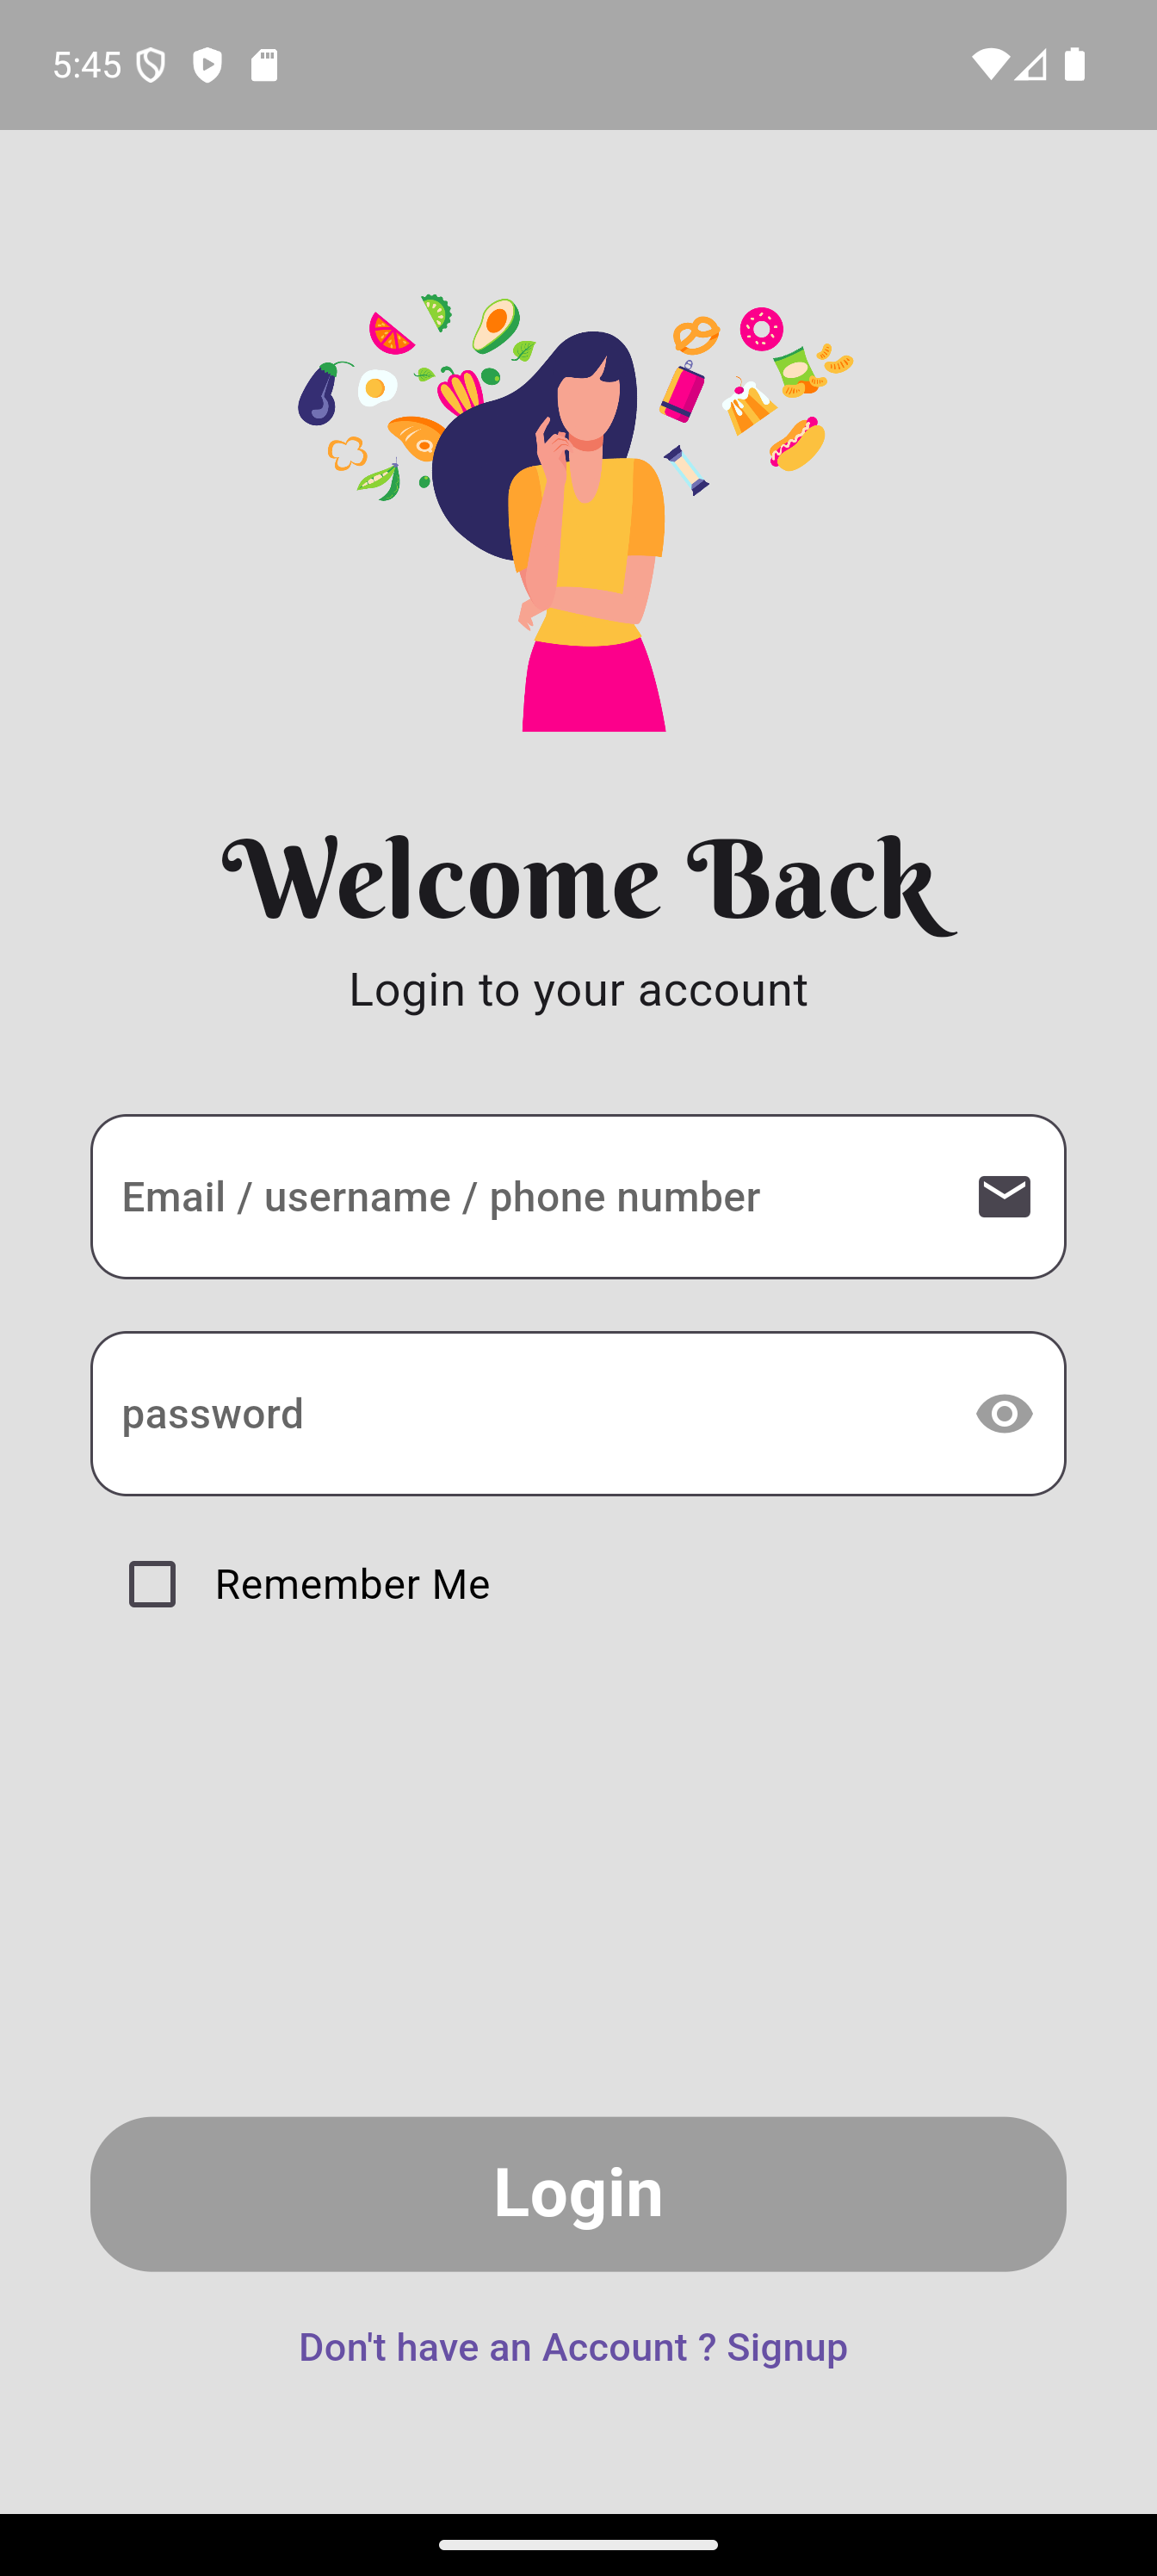 5:45
Welcome Back
Login to your account
Email / username / phone number
password
Remember Me
Login
Don't have an Account ? Signup